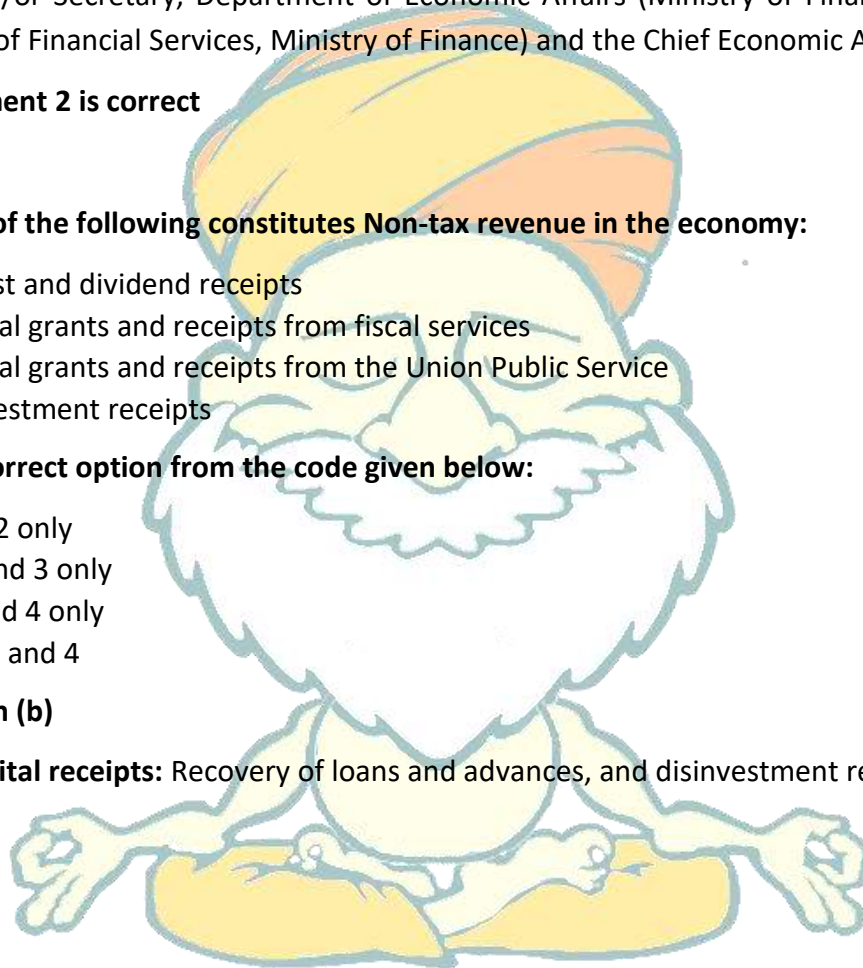 /or Secretary, Department of Economic Affairs (Ministry of Finan
of Financial Services, Ministry of Finance) and the Chief Economic A
ent 2 is correct
of the following constitutes Non-tax revenue in the economy:
st and dividend receipts
al grants and receipts from fiscal services
al grants and receipts from the Union Public Service
estment receipts
orrect option from the code given below:
2 only
nd 3 only
d 4 only
and 4
n (b)
ital receipts: Recovery of loans and advances, and disinvestment re